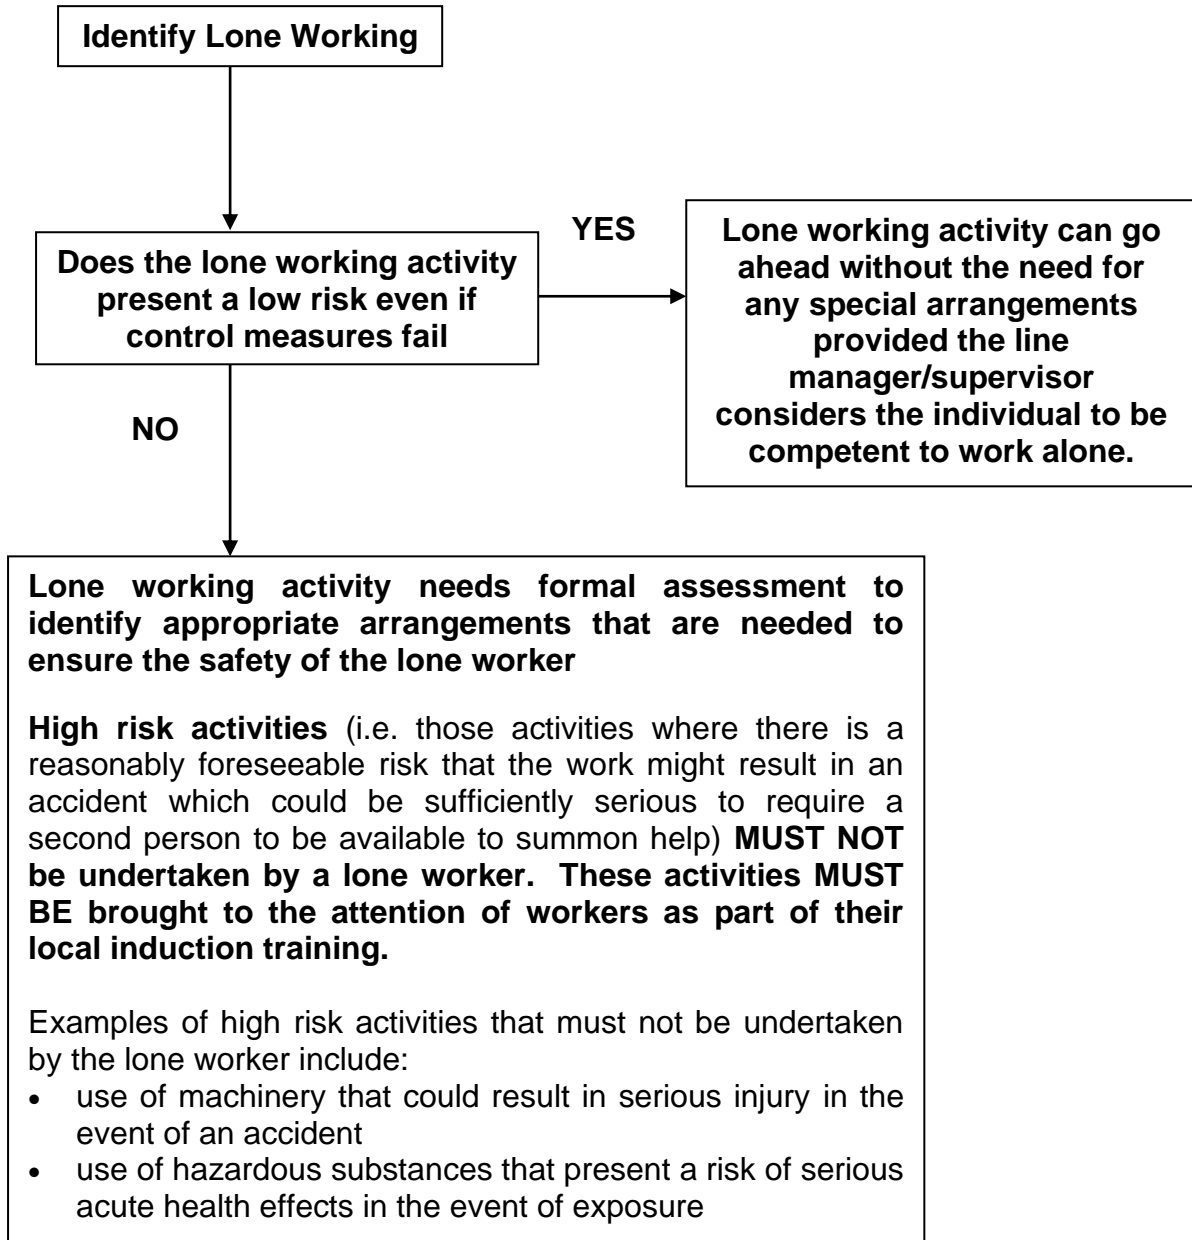 Identify Lone Working
Does the lone working activity
present a low risk even if
control measures fail
YES
Lone working activity can go
ahead without the need for
any special arrangements
provided the line
manager/supervisor
considers the individual to be
competent to work alone.
NO
Lone working activity needs formal assessment to
identify appropriate arrangements that are needed to
ensure the safety of the lone worker
High risk activities (i.e. those activities where there is a
reasonably foreseeable risk that the work might result in an
accident which could be sufficiently serious to require a
second person to be available to summon help) MUST NOT
be undertaken by a lone worker.  These activities MUST
BE brought to the attention of workers as part of their
local induction training.
Examples of high risk activities that must not be undertaken
by the lone worker include:
• use of machinery that could result in serious injury in the
event of an accident
• use of hazardous substances that present a risk of serious
acute health effects in the event of exposure